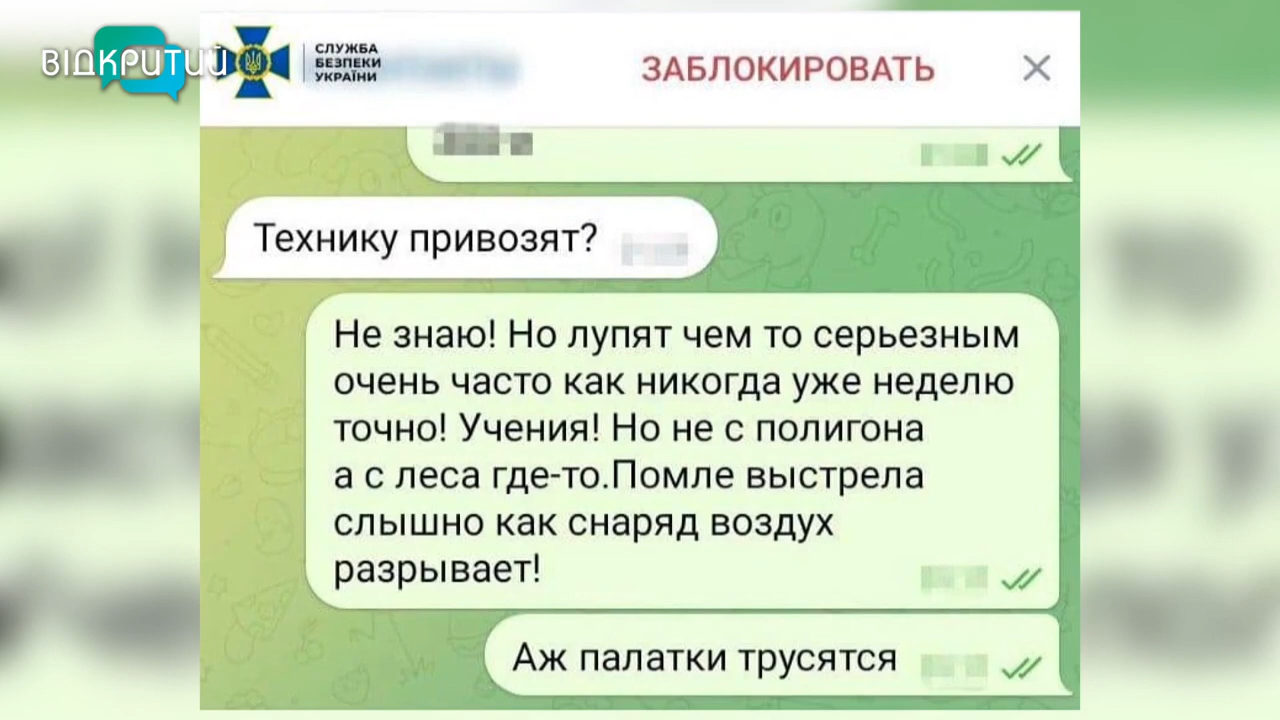 ВІДКРИТИЙ
СЛУЖБА
БЕЗПЕКИ
УКРАЇНИ
ЗАБЛОКИРОВАТЬ
Технику привозят?
Не знаю! Но лупят чем то серьезным
очень часто как никогда уже неделю
точно! Учения! Но не с полигона
а с леса где-то.Помле выстрела
слышно как снаряд воздух
разрывает!
Аж палатки трусятся